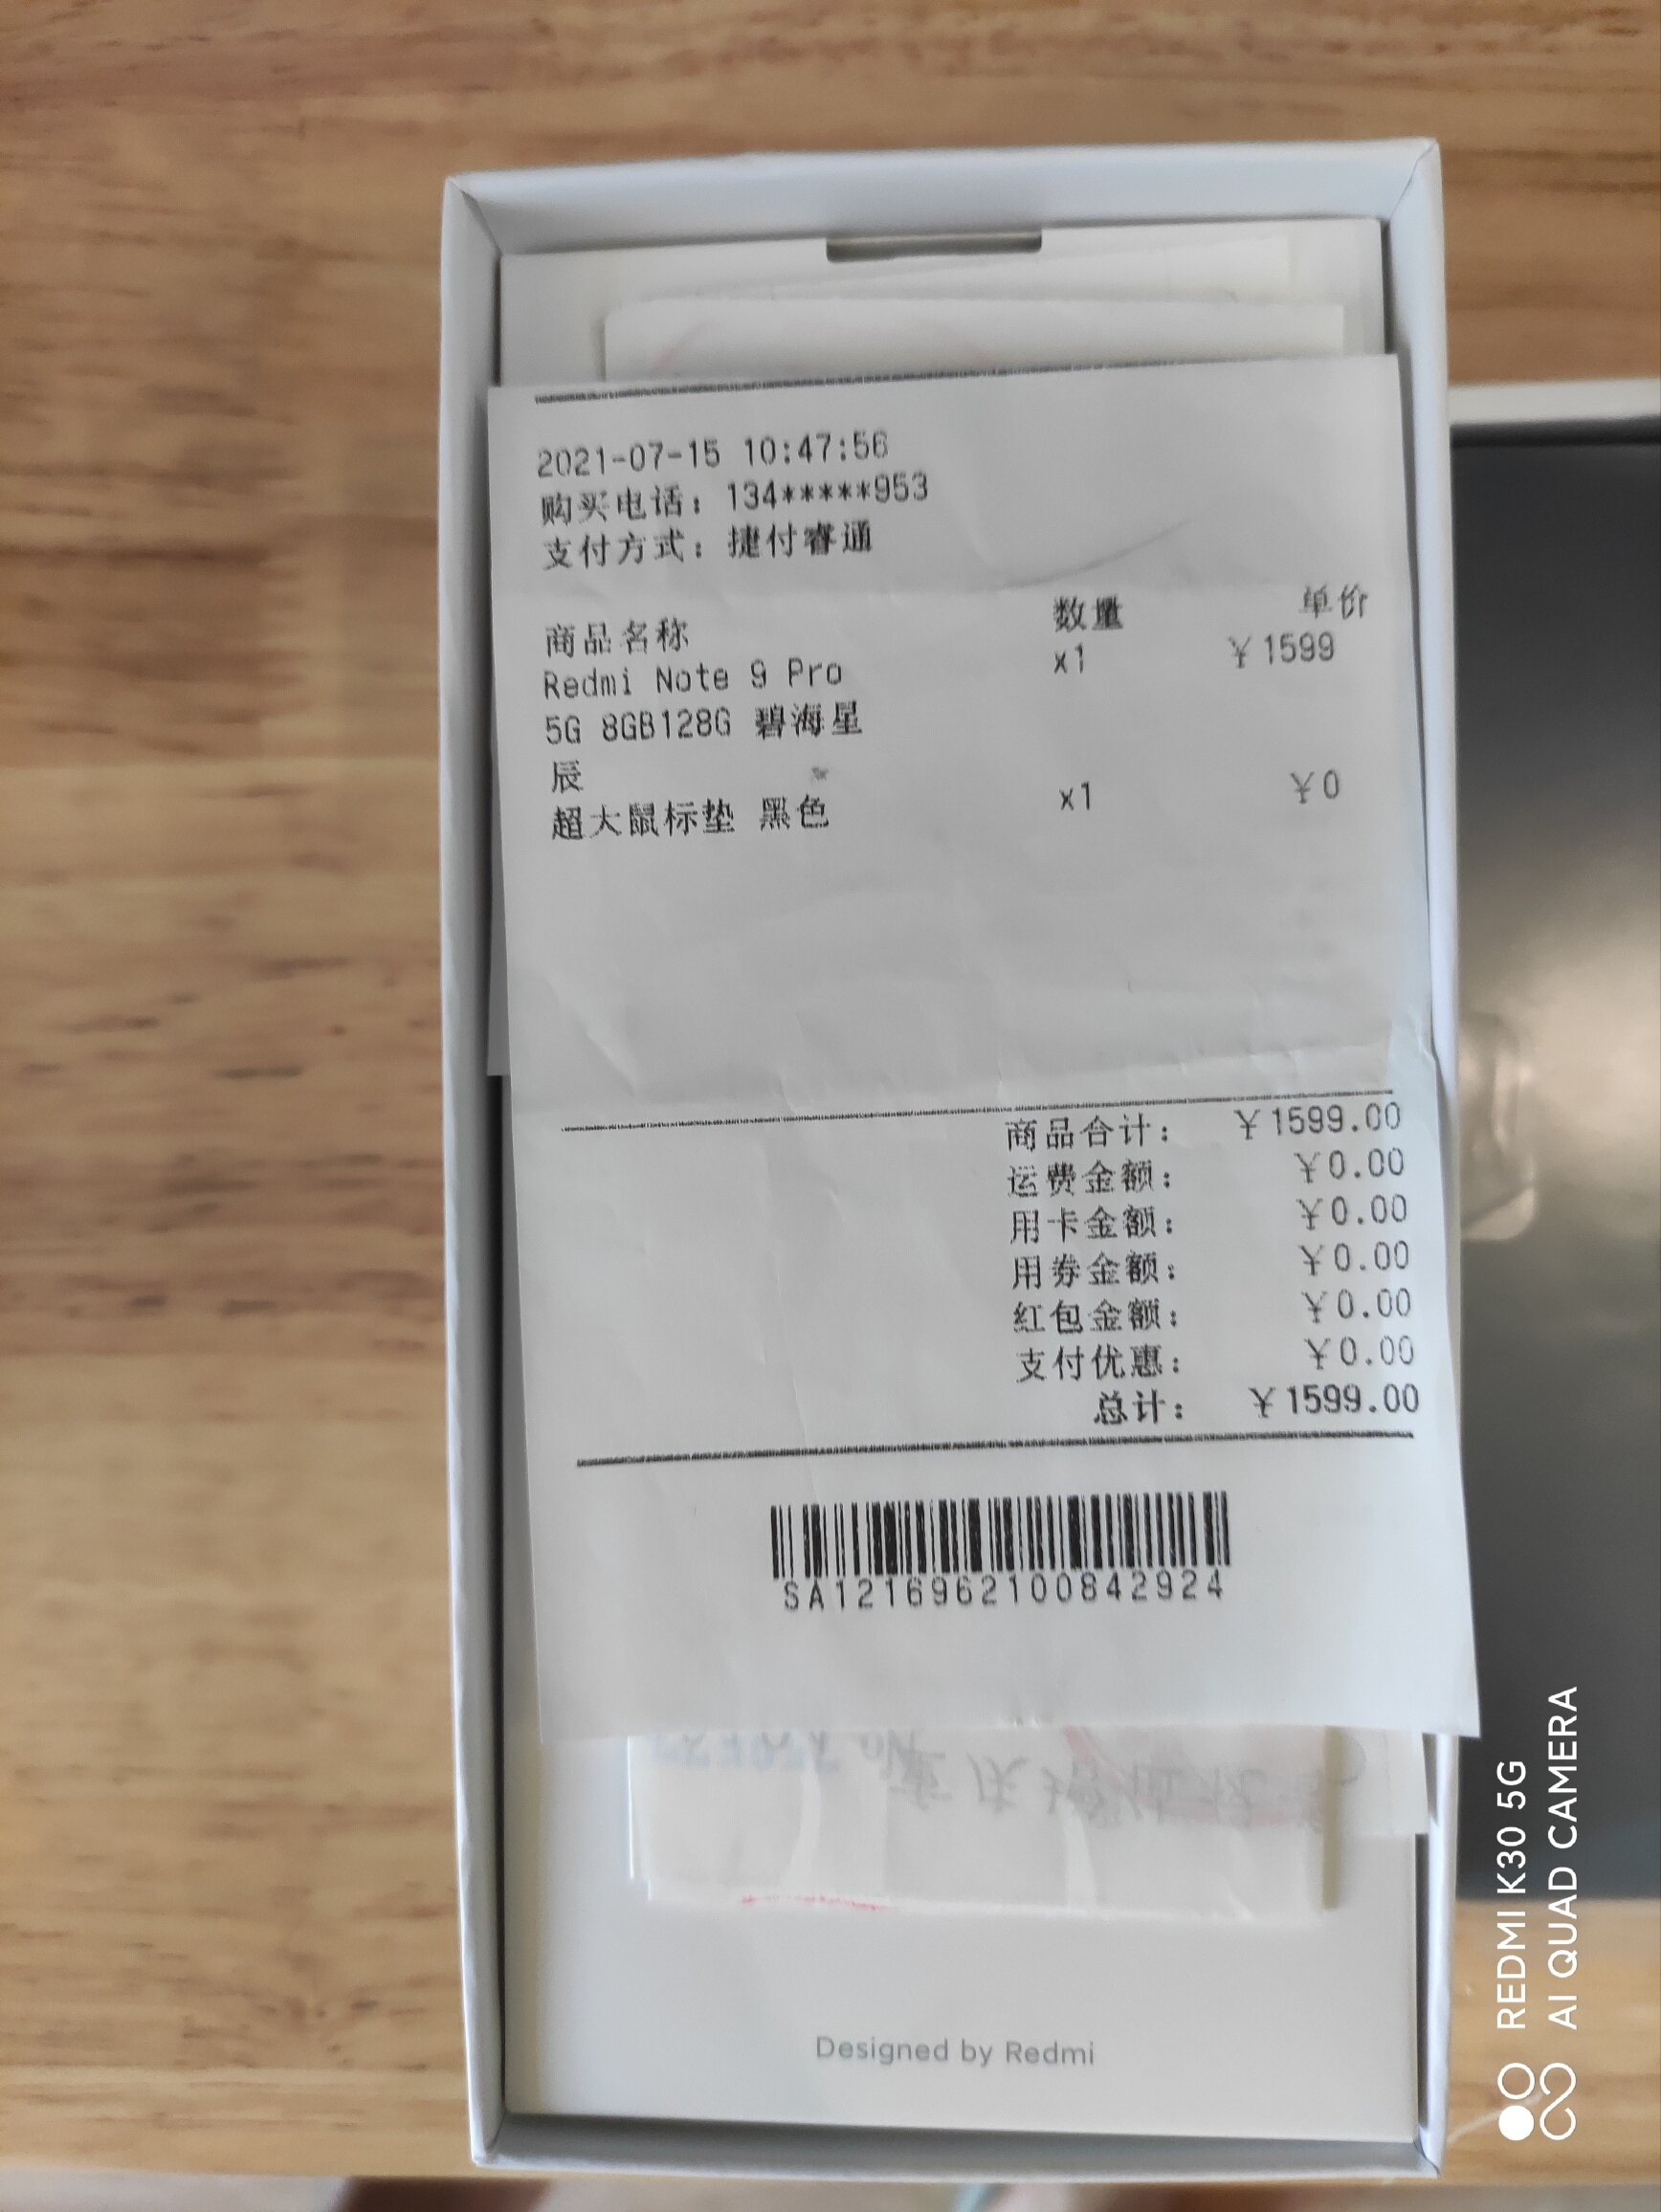 2021-07-15 10:47:56
购买电话：134*****953
支付方式：捷付睿通
商品名称 数量 单价
Redmi Note 9 Pro x1 ￥1599
5G 8GB128G 碧海星
辰
超大鼠标垫 黑色 x1 ￥0
商品合计： ￥1599.00
运费金额： ￥0.00
用卡金额： ￥0.00
用券金额： ￥0.00
红包金额： ￥0.00
支付优惠： ￥0.00
总计： ￥1599.00
SA1216962100842924
Designed by Redmi
REDMI K30 5G
AI QUAD CAMERA